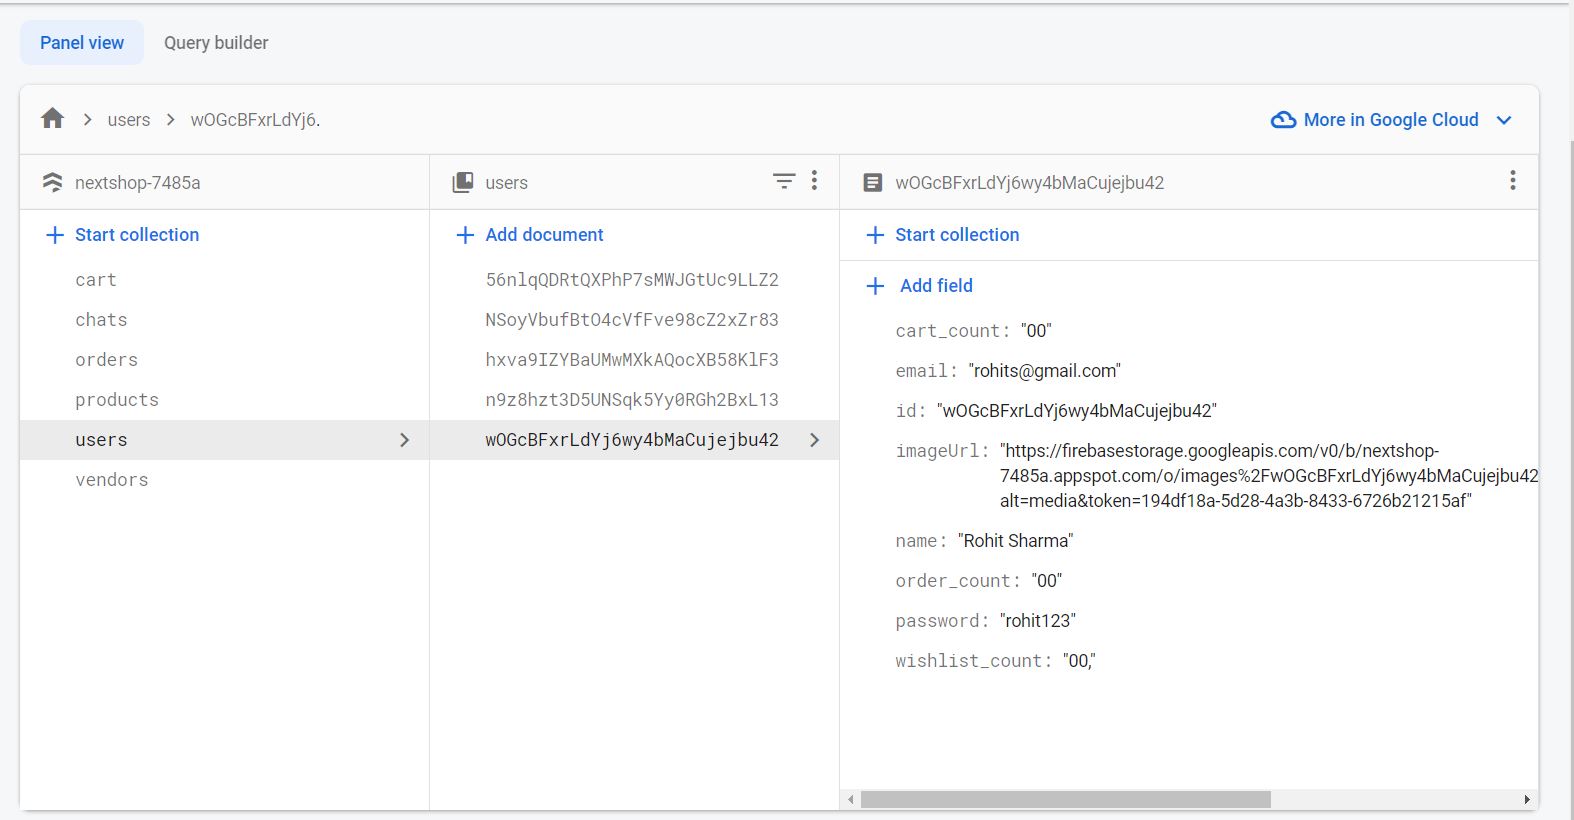 Panel view
Query builder
users
wOGcBFxrLdYj6.
More in Google Cloud
nextshop-7485a
Start collection
cart
chats
orders
products
users
vendors
users
Add document
56nlqQDRtQXPhP7sMWJGtUc9LLZ2
NSoyVbufBtO4cVfFve98cZ2xZr83
hxva9IZYBaUMwMXkAQocXB58KlF3
n9z8hzt3D5UNSqk5Yy0RGh2BxL13
wOGcBFxrLdYj6wy4bMaCujejbu42
wOGcBFxrLdYj6wy4bMaCujejbu42
Start collection
Add field
cart_count: "00"
email: "rohits@gmail.com"
id: "wOGcBFxrLdYj6wy4bMaCujejbu42"
imageUrl: "https://firebasestorage.googleapis.com/v0/b/nextshop-
7485a.appspot.com/o/images%2FwOGcBFxrLdYj6wy4bMaCujejbu42
alt=media&token=194df18a-5d28-4a3b-8433-6726b21215af"
name: "Rohit Sharma"
order_count: "00"
password: "rohit123"
wishlist_count: "00,"